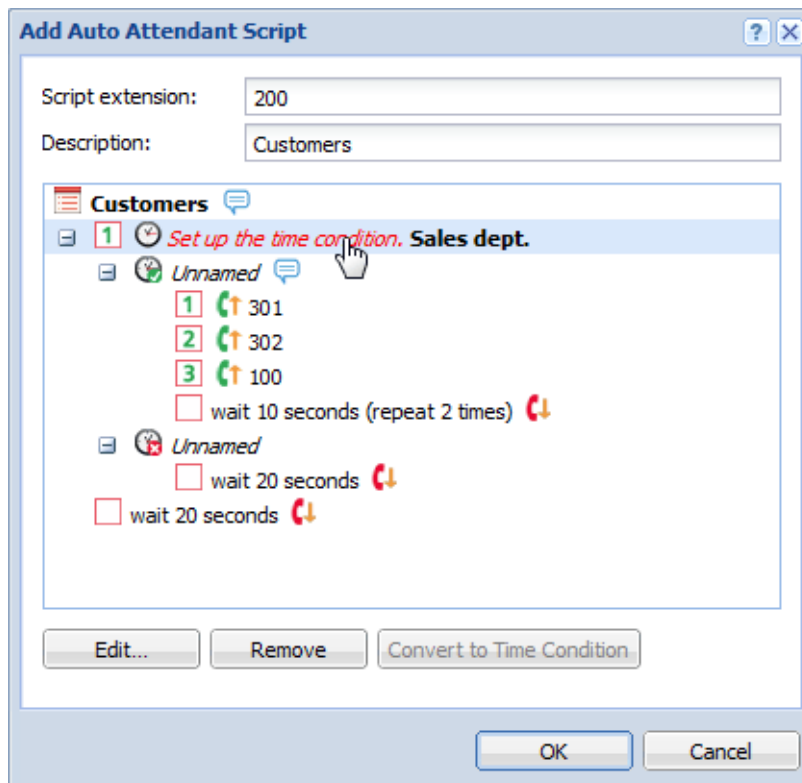 Add Auto Attendant Script ?
Script extension: 200
Description: Customers
Customers
1 Set up the time condition. Sales dept.
Unnamed
1 301
2 302
3 100
wait 10 seconds (repeat 2 times)
Unnamed
wait 20 seconds
wait 20 seconds
Edit... Remove Convert to Time Condition
OK Cancel